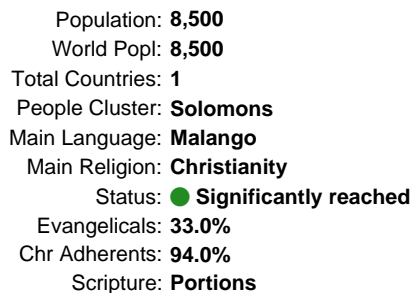 Population: 8,500
World Popl: 8,500
Total Countries: 1
People Cluster: Solomons
Main Language: Malango
Main Religion: Christianity
Status: Significantly reached
Evangelicals: 33.0%
Chr Adherents: 94.0%
Scripture: Portions